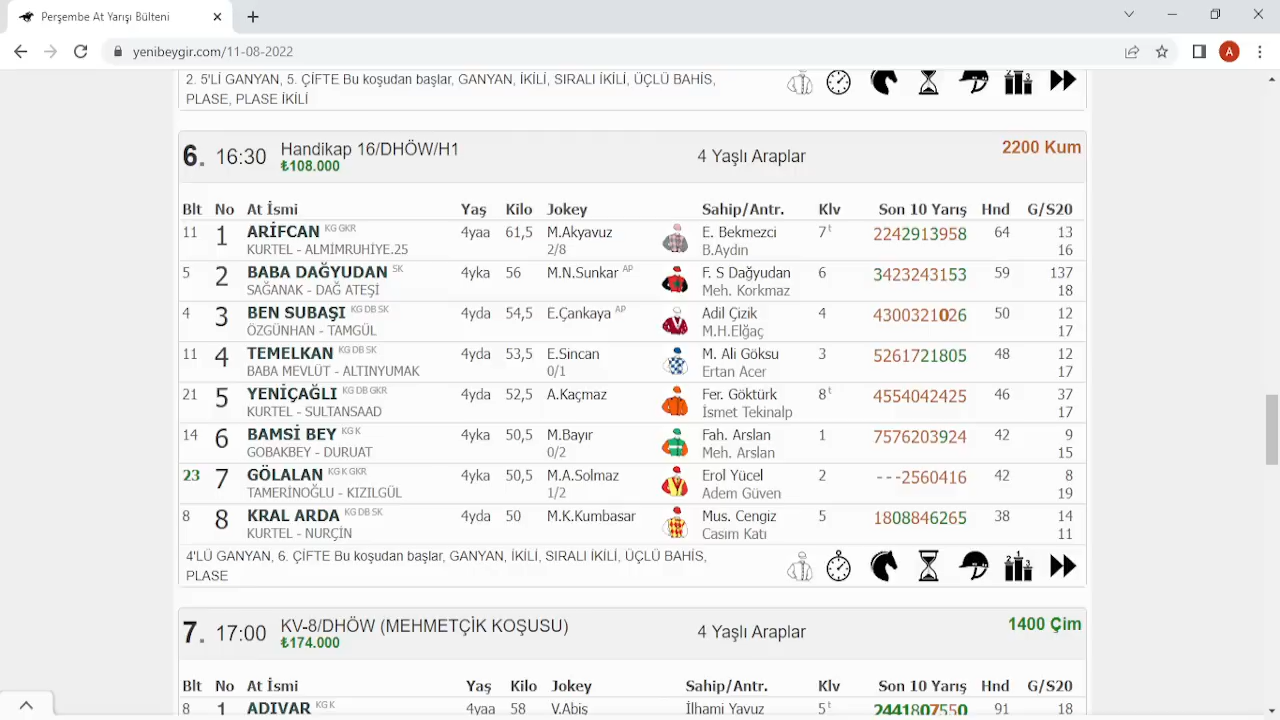 Perşembe At Yarışı Bülteni
yenibeygir.com/11-08-2022
A
2. 5'Lİ GANYAN, 5. ÇİFTE Bu koşudan başlar, GANYAN, İKİLİ, SIRALI İKİLİ, ÜÇLÜ BAHİS,
PLASE, PLASE İKİLİ
6. 16:30 Handikap 16/DHÖW/H1 4 Yaşlı Araplar 2200 Kum
₺108.000
Blt No At İsmi Yaş Kilo Jokey Sahip/Antr. Klv Son 10 Yarış Hnd G/S20
11 1 ARİFCAN KG GKR 4yaa 61,5 M.Akyavuz E. Bekmezci 7t 2242913958 64 13
KURTEL - ALMİMRUHİYE.25 2/8 B.Aydın 16
5 2 BABA DAĞYUDAN SK 4yka 56 M.N.Sunkar AP F. S Dağyudan 6 3423243153 59 137
SAĞANAK - DAĞ ATEŞİ Meh. Korkmaz 18
4 3 BEN SUBAŞI KG DB SK 4yda 54,5 E.Çankaya AP Adil Çizik 4 4300321026 50 12
ÖZGÜNHAN - TAMGÜL M.H.Elğaç 17
11 4 TEMELKAN KG DB SK 4yda 53,5 E.Sincan M. Ali Göksu 3 5261721805 48 12
BABA MEVLÜT - ALTINYUMAK 0/1 Ertan Acer 17
21 5 YENİÇAĞLI KG DB GKR 4yda 52,5 A.Kaçmaz Fer. Göktürk 8t 4554042425 46 37
KURTEL - SULTANSAAD İsmet Tekinalp 17
14 6 BAMSİ BEY KG K 4yka 50,5 M.Bayır Fah. Arslan 1 7576203924 42 9
GOBAKBEY - DURUAT 0/2 Meh. Arslan 15
23 7 GÖLALAN KG K GKR 4yka 50,5 M.A.Solmaz Erol Yücel 2 ---2560416 42 8
TAMERİNOĞLU - KIZILGÜL 1/2 Adem Güven 19
8 8 KRAL ARDA KG DB SK 4yda 50 M.K.Kumbasar Mus. Cengiz 5 1808846265 38 14
KURTEL - NURÇİN Casım Katı 11
4'LÜ GANYAN, 6. ÇİFTE Bu koşudan başlar, GANYAN, İKİLİ, SIRALI İKİLİ, ÜÇLÜ BAHİS,
PLASE
7. 17:00 KV-8/DHÖW (MEHMETÇİK KOŞUSU) 4 Yaşlı Araplar 1400 Çim
₺174.000
Blt No At İsmi Yaş Kilo Jokey Sahip/Antr. Klv Son 10 Yarış Hnd G/S20
8 1 ADIVAR KG K 4yaa 58 V.Abiş İlhami Yavuz 5t 2441807550 91 18